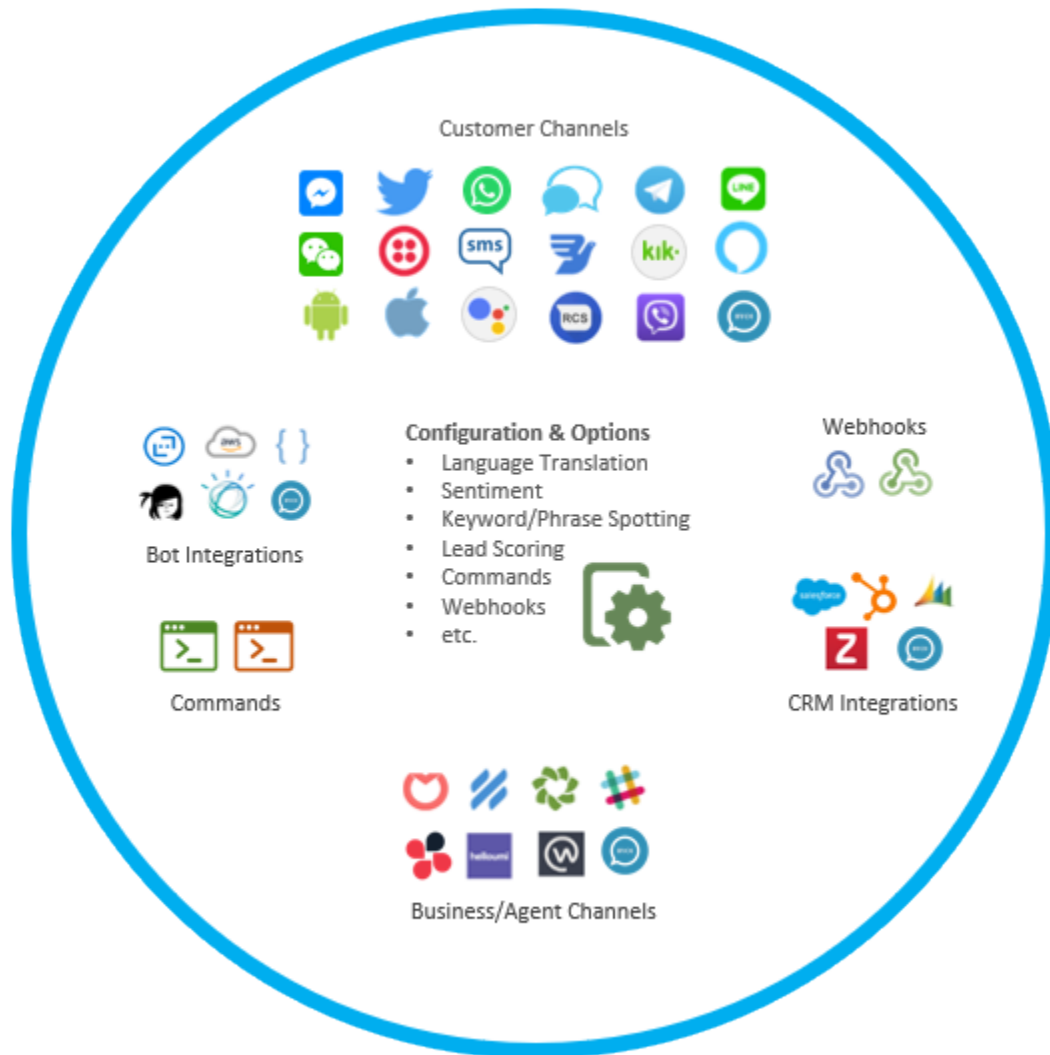 Customer Channels
LINE
sms
kik·
RCS
aws
{ }
Bot Integrations
>_ >_
Commands
Configuration & Options
• Language Translation
• Sentiment
• Keyword/Phrase Spotting
• Lead Scoring
• Commands
• Webhooks
• etc.
Webhooks
salesforce
Z
CRM Integrations
helloumi
Business/Agent Channels